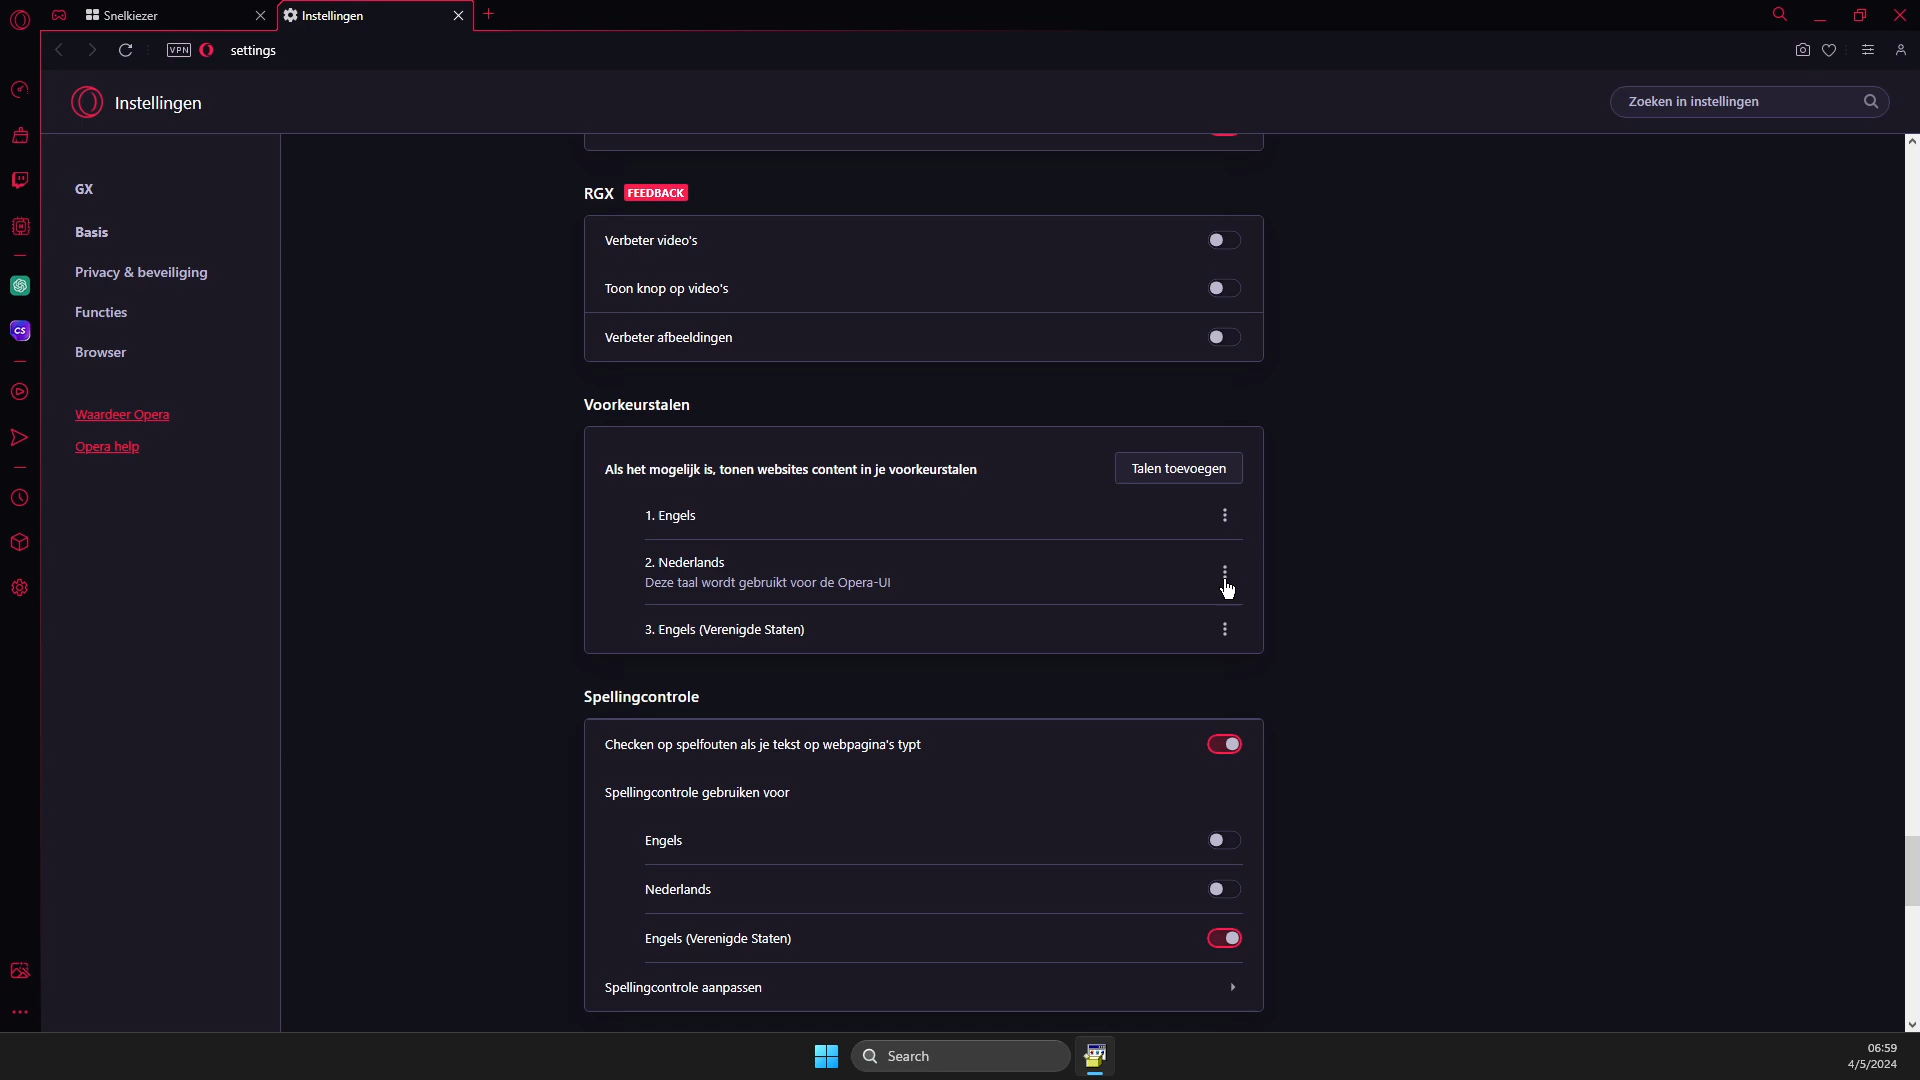 Snelkiezer
Instellingen
VPN
settings
Instellingen
Zoeken in instellingen
GX
Basis
Privacy & beveiliging
Functies
Browser
Waardeer Opera
Opera help
CS
RGX FEEDBACK
Verbeter video's
Toon knop op video's
Verbeter afbeeldingen
Voorkeurstalen
Als het mogelijk is, tonen websites content in je voorkeurstalen
Talen toevoegen
1. Engels
2. Nederlands
Deze taal wordt gebruikt voor de Opera-UI
3. Engels (Verenigde Staten)
Spellingcontrole
Checken op spelfouten als je tekst op webpagina's typt
Spellingcontrole gebruiken voor
Engels
Nederlands
Engels (Verenigde Staten)
Spellingcontrole aanpassen
Search
06:59
4/5/2024